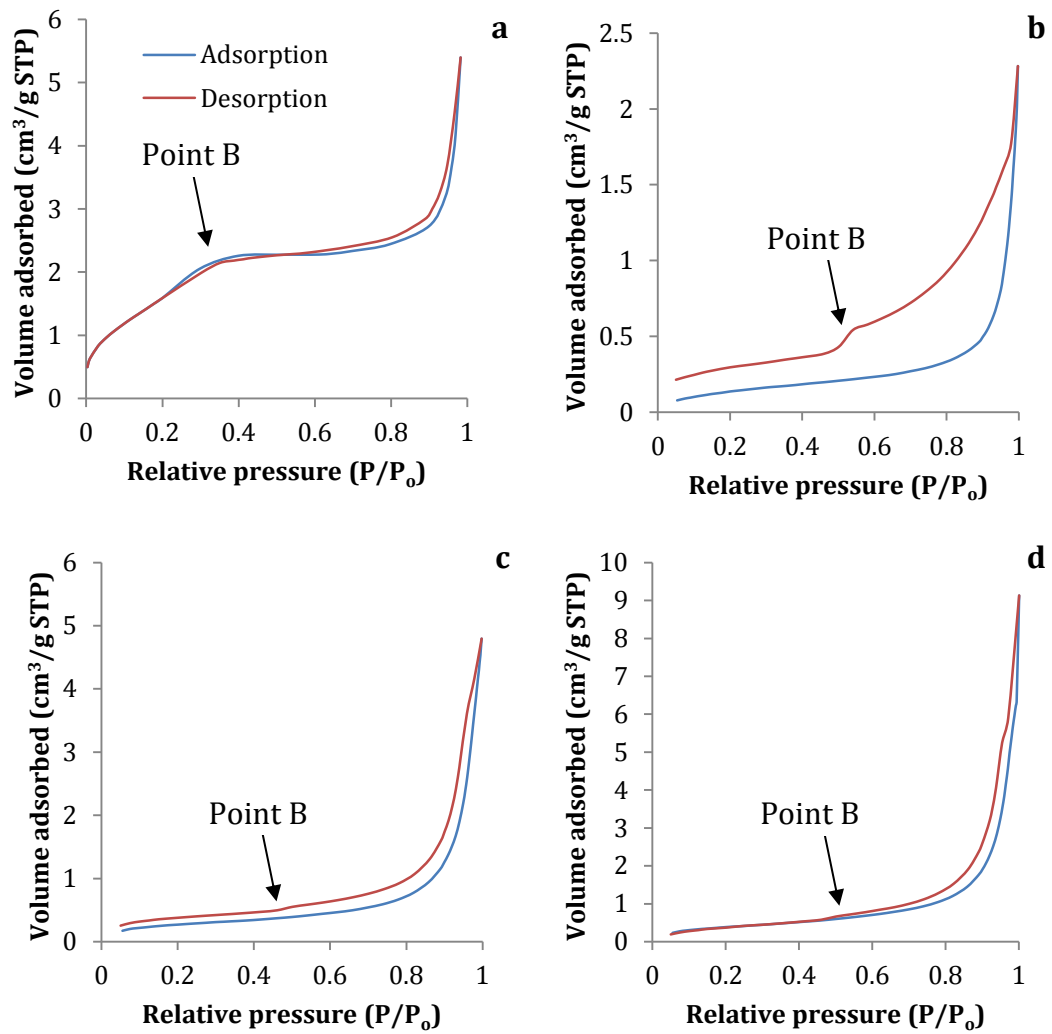 a
Volume adsorbed (cm³/g STP)
6
5
4
3
2
1
0
Adsorption
Desorption
Point B
0 0.2 0.4 0.6 0.8 1
Relative pressure (P/Pₒ)
b
Volume adsorbed (cm³/g STP)
2.5
2
1.5
1
0.5
0
Point B
0 0.2 0.4 0.6 0.8 1
Relative pressure (P/Pₒ)
c
Volume adsorbed (cm³/g STP)
6
5
4
3
2
1
0
Point B
0 0.2 0.4 0.6 0.8 1
Relative pressure (P/Pₒ)
d
Volume adsorbed (cm³/g STP)
10
9
8
7
6
5
4
3
2
1
0
Point B
0 0.2 0.4 0.6 0.8 1
Relative pressure (P/Pₒ)